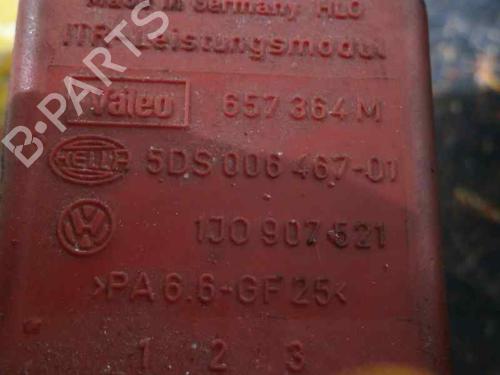 Made in Germany HLO
Leistungsmodul
Valeo 657 364 M
HELLA 5DS 006 467-01
VW 1J0 907 521
>PA 6.6-GF 25<
1 2 3
B-PARTS